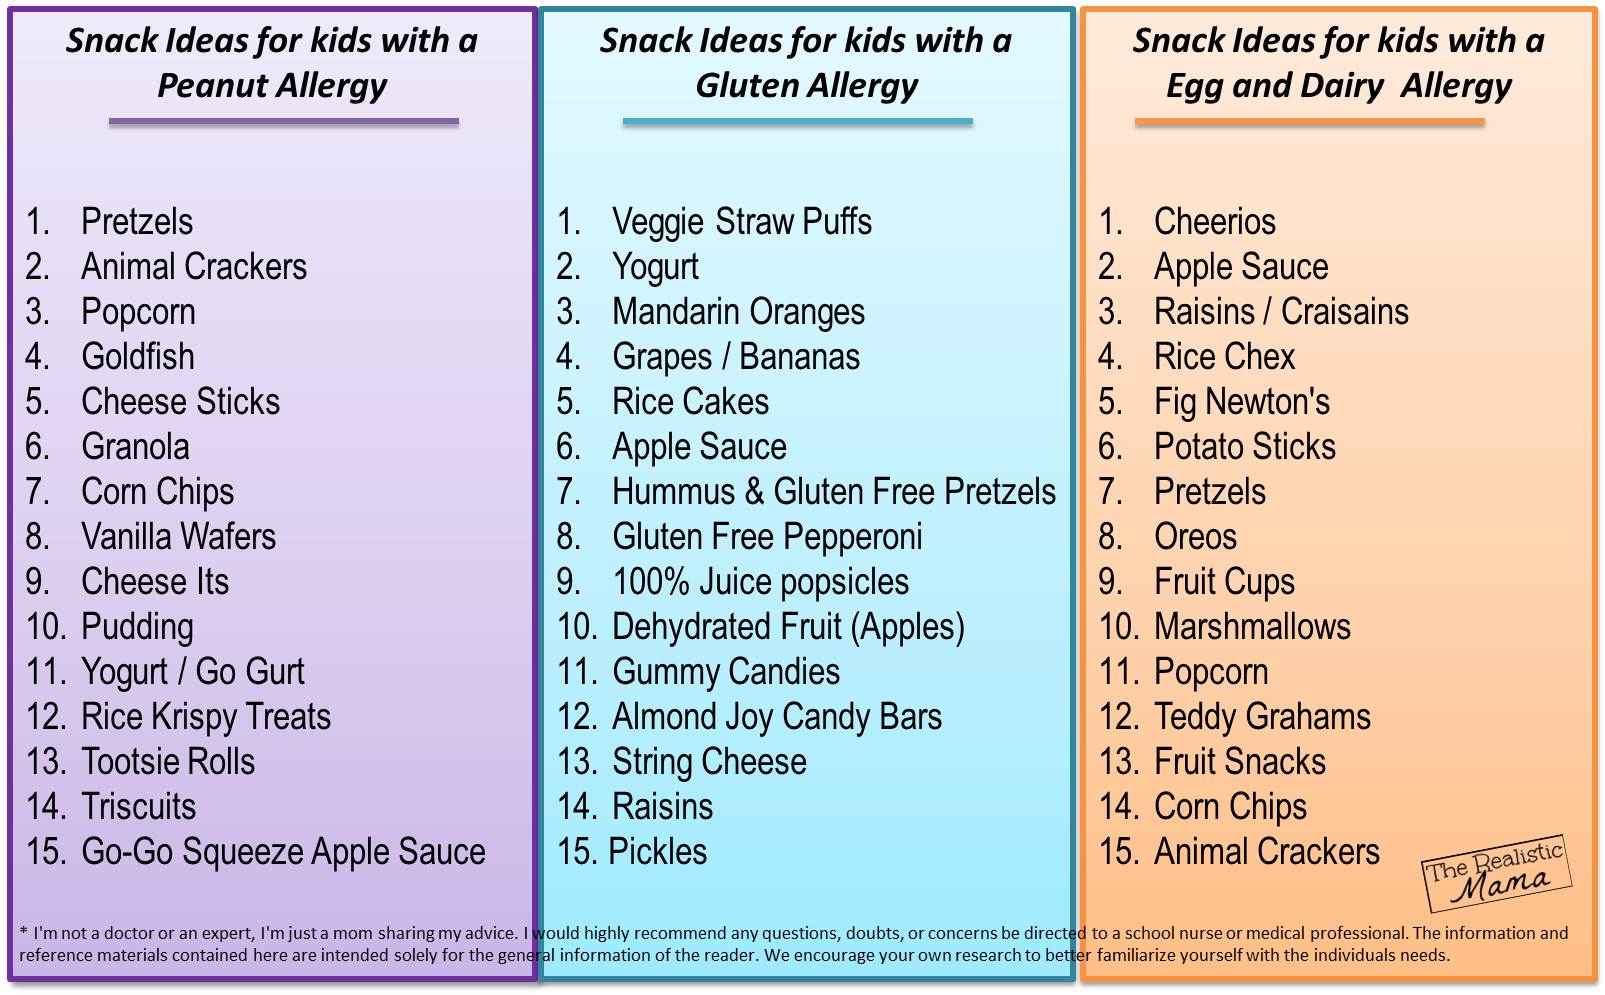 Snack Ideas for kids with a
Peanut Allergy
1. Pretzels
2. Animal Crackers
3. Popcorn
4. Goldfish
5. Cheese Sticks
6. Granola
7. Corn Chips
8. Vanilla Wafers
9. Cheese Its
10. Pudding
11. Yogurt / Go Gurt
12. Rice Krispy Treats
13. Tootsie Rolls
14. Triscuits
15. Go-Go Squeeze Apple Sauce
Snack Ideas for kids with a
Gluten Allergy
1. Veggie Straw Puffs
2. Yogurt
3. Mandarin Oranges
4. Grapes / Bananas
5. Rice Cakes
6. Apple Sauce
7. Hummus & Gluten Free Pretzels
8. Gluten Free Pepperoni
9. 100% Juice popsicles
10. Dehydrated Fruit (Apples)
11. Gummy Candies
12. Almond Joy Candy Bars
13. String Cheese
14. Raisins
15. Pickles
Snack Ideas for kids with a
Egg and Dairy Allergy
1. Cheerios
2. Apple Sauce
3. Raisins / Craisains
4. Rice Chex
5. Fig Newton's
6. Potato Sticks
7. Pretzels
8. Oreos
9. Fruit Cups
10. Marshmallows
11. Popcorn
12. Teddy Grahams
13. Fruit Snacks
14. Corn Chips
15. Animal Crackers
The Realistic
Mama
* I'm not a doctor or an expert, I'm just a mom sharing my advice. I would highly recommend any questions, doubts, or concerns be directed to a school nurse or medical professional. The information and
reference materials contained here are intended solely for the general information of the reader. We encourage your own research to better familiarize yourself with the individuals needs.